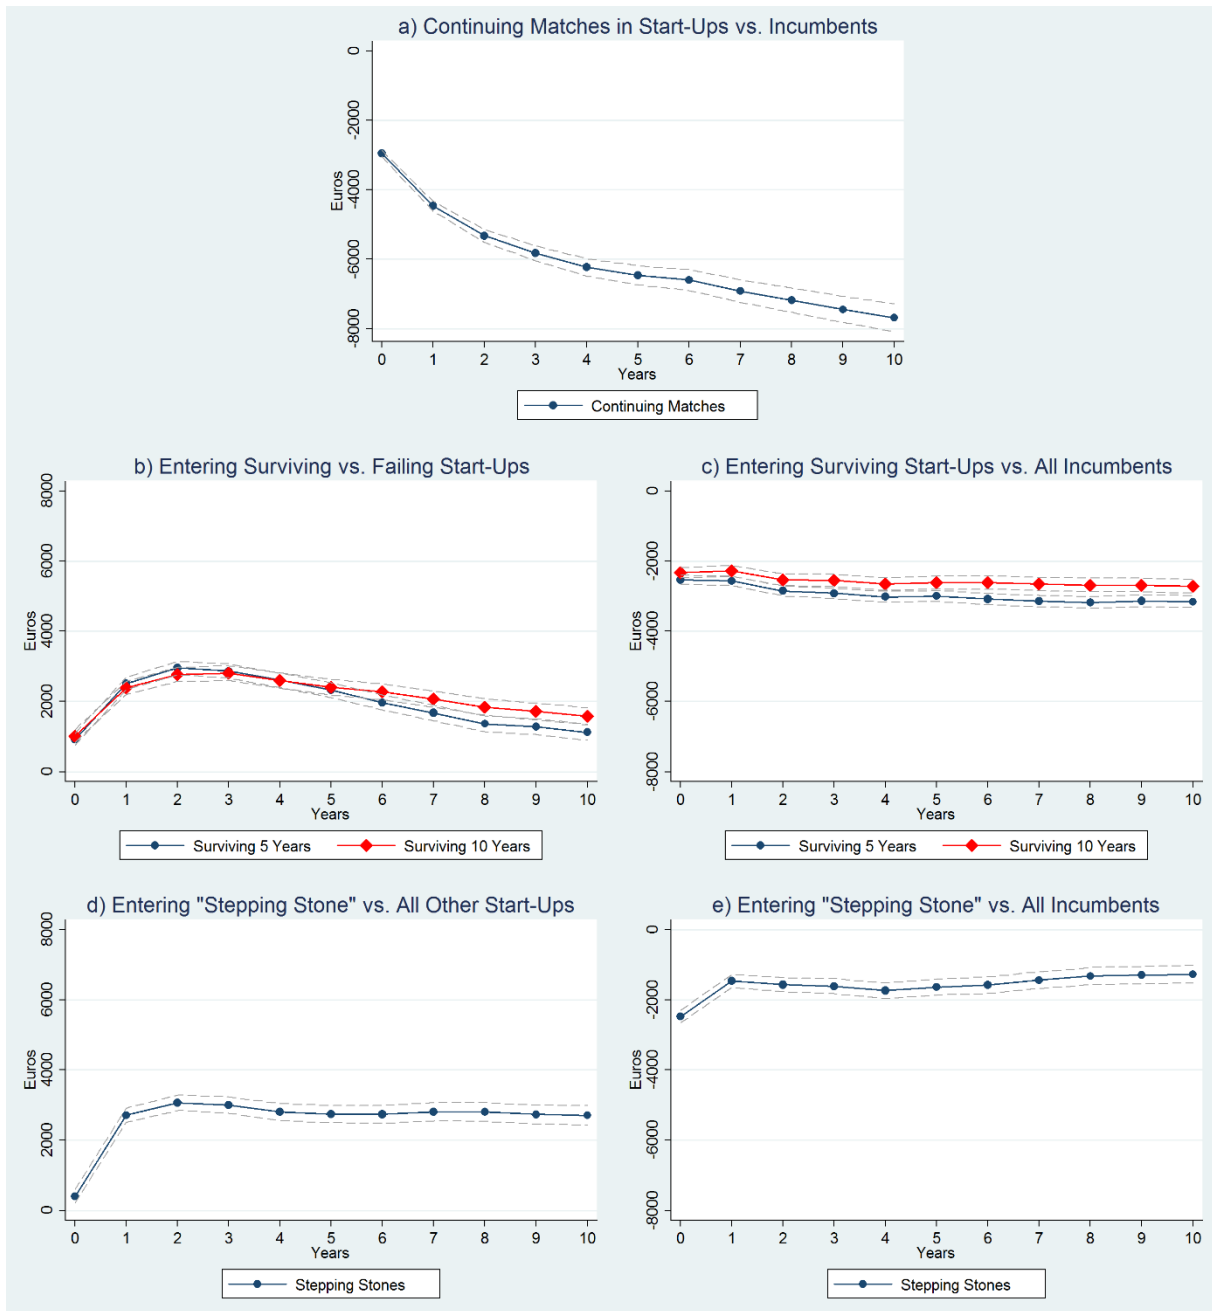 a) Continuing Matches in Start-Ups vs. Incumbents
Euros
0
-2000
-4000
-6000
-8000
0 1 2 3 4 5 6 7 8 9 10
Years
Continuing Matches
b) Entering Surviving vs. Failing Start-Ups
Euros
8000
6000
4000
2000
0
0 1 2 3 4 5 6 7 8 9 10
Years
Surviving 5 Years Surviving 10 Years
c) Entering Surviving Start-Ups vs. All Incumbents
Euros
0
-2000
-4000
-6000
-8000
0 1 2 3 4 5 6 7 8 9 10
Years
Surviving 5 Years Surviving 10 Years
d) Entering "Stepping Stone" vs. All Other Start-Ups
Euros
8000
6000
4000
2000
0
0 1 2 3 4 5 6 7 8 9 10
Years
Stepping Stones
e) Entering "Stepping Stone" vs. All Incumbents
Euros
0
-2000
-4000
-6000
-8000
0 1 2 3 4 5 6 7 8 9 10
Years
Stepping Stones